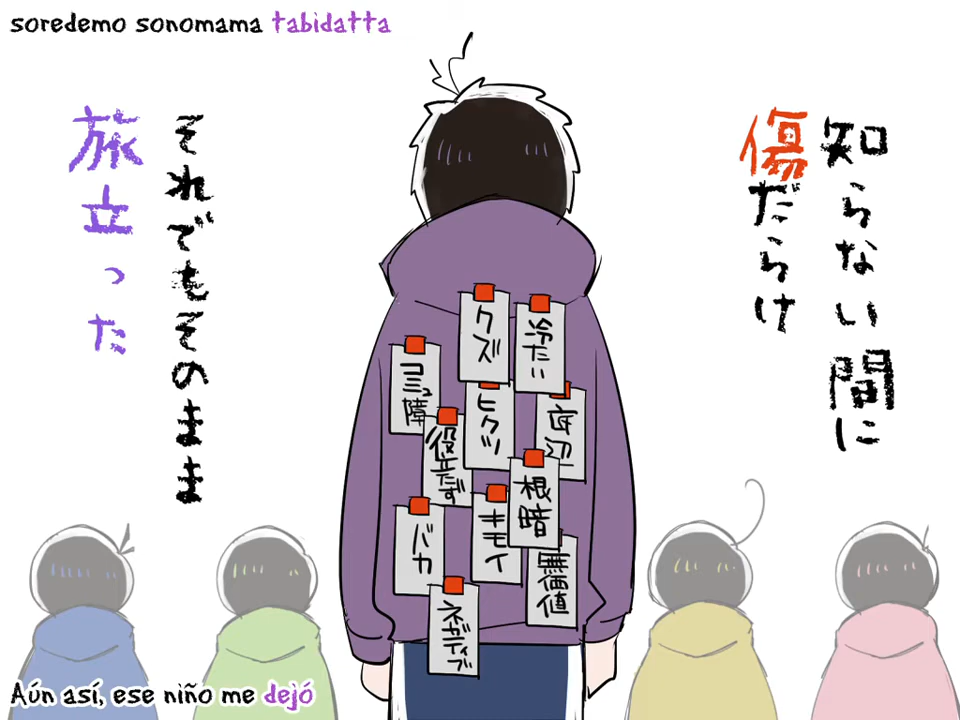 soredemo sonomama tabidatta
知らない間に
傷だらけ
それでもそのまま
旅立った
クズ
冷たい
コミュ障
ヒクツ
底辺
役立たず
根暗
キモイ
バカ
無価値
ネガティブ
Aún así, ese niño me dejó